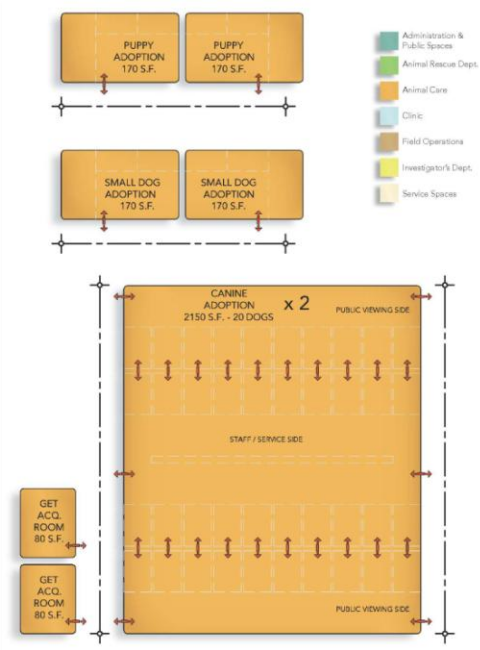 PUPPY
ADOPTION
170 S.F.
PUPPY
ADOPTION
170 S.F.
Administration &
Public Spaces
Animal Rescue Dept.
Animal Care
Clinic
Field Operations
Investigator's Dept.
Service Spaces
SMALL DOG
ADOPTION
170 S.F.
SMALL DOG
ADOPTION
170 S.F.
CANINE
ADOPTION
2150 S.F. - 20 DOGS
x 2
PUBLIC VIEWING SIDE
STAFF / SERVICE SIDE
GET
ACQ.
ROOM
80 S.F.
GET
ACQ.
ROOM
80 S.F.
PUBLIC VIEWING SIDE